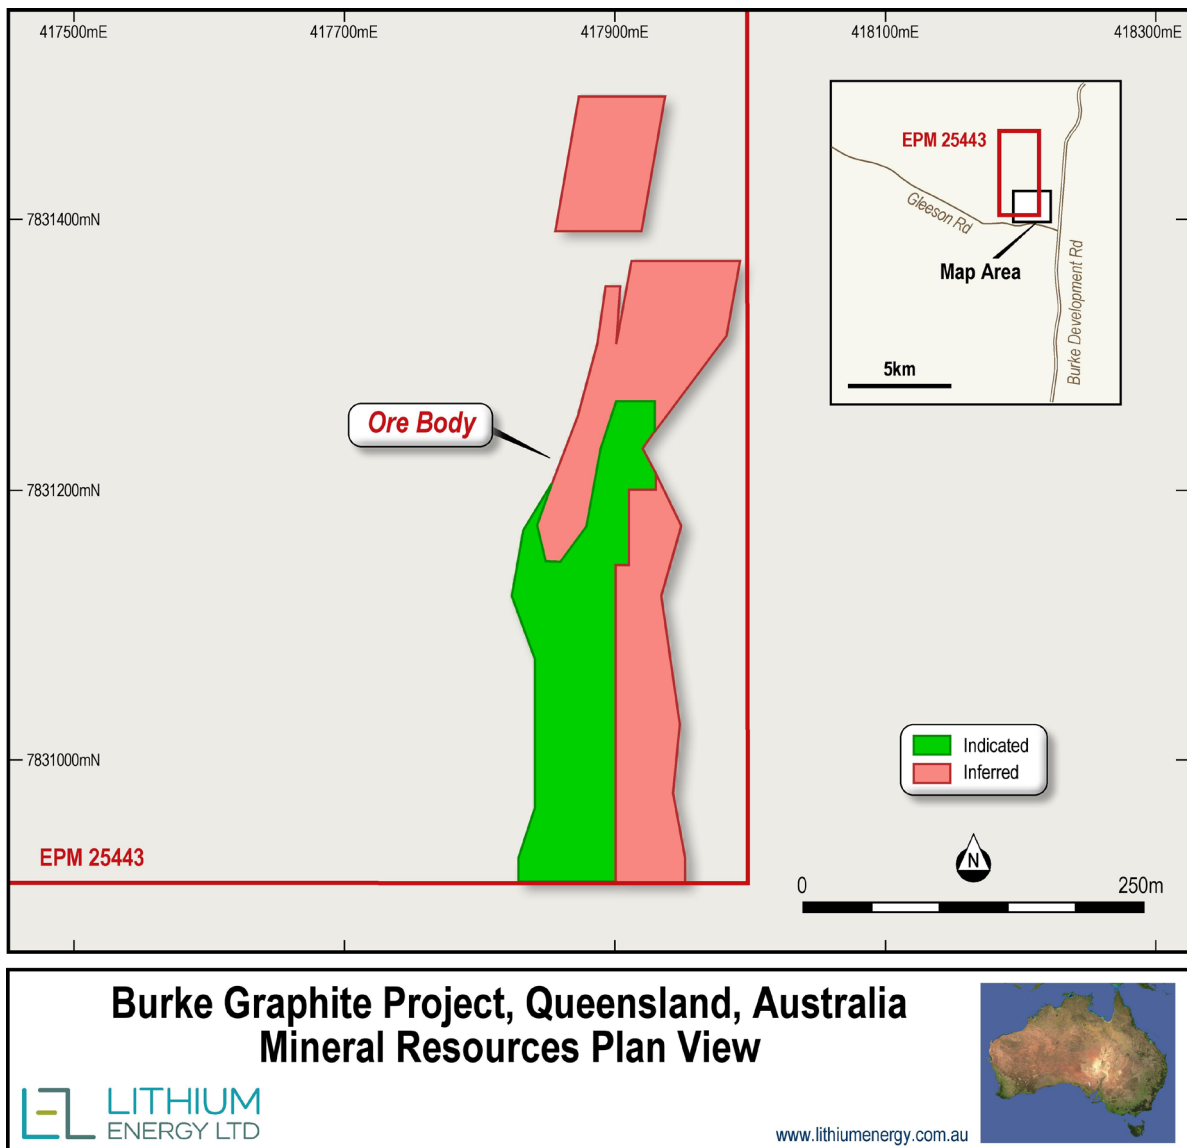 417500mE
417700mE
417900mE
418100mE
418300mE
EPM 25443
Gleeson Rd
Map Area
Burke Development Rd
5km
7831400mN
Ore Body
7831200mN
7831000mN
Indicated
Inferred
EPM 25443
N
0
250m
Burke Graphite Project, Queensland, Australia
Mineral Resources Plan View
LITHIUM
ENERGY LTD
www.lithiumenergy.com.au